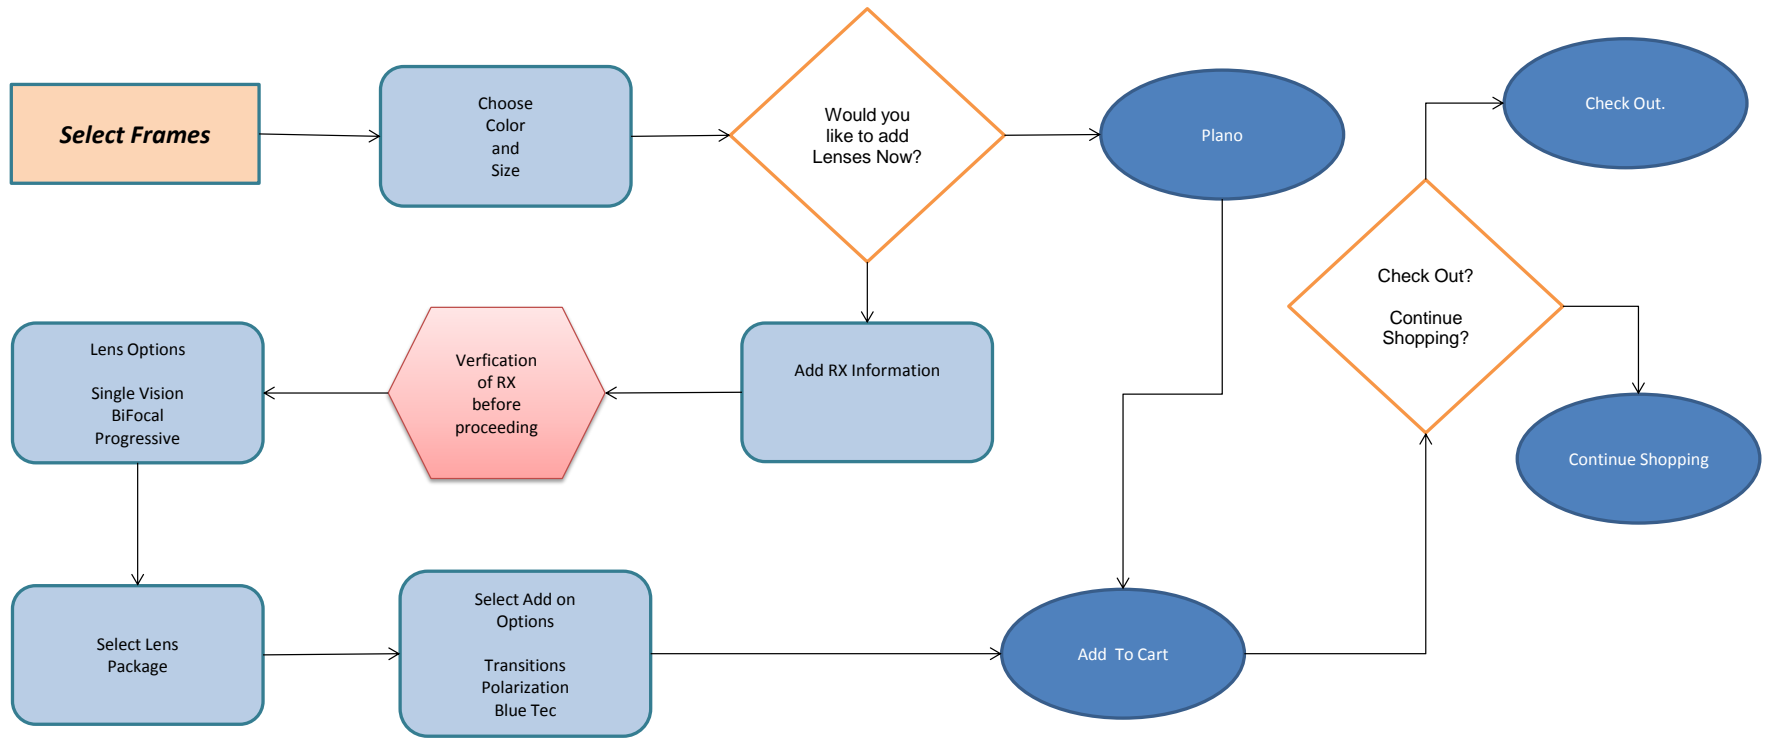 Select Frames
Choose
Color
and
Size
Would you
like to add
Lenses Now?
Plano
Check Out.
Check Out?
Continue
Shopping?
Continue Shopping
Add RX Information
Verfication
of RX
before
proceeding
Lens Options
Single Vision
BiFocal
Progressive
Select Lens
Package
Select Add on
Options
Transitions
Polarization
Blue Tec
Add To Cart